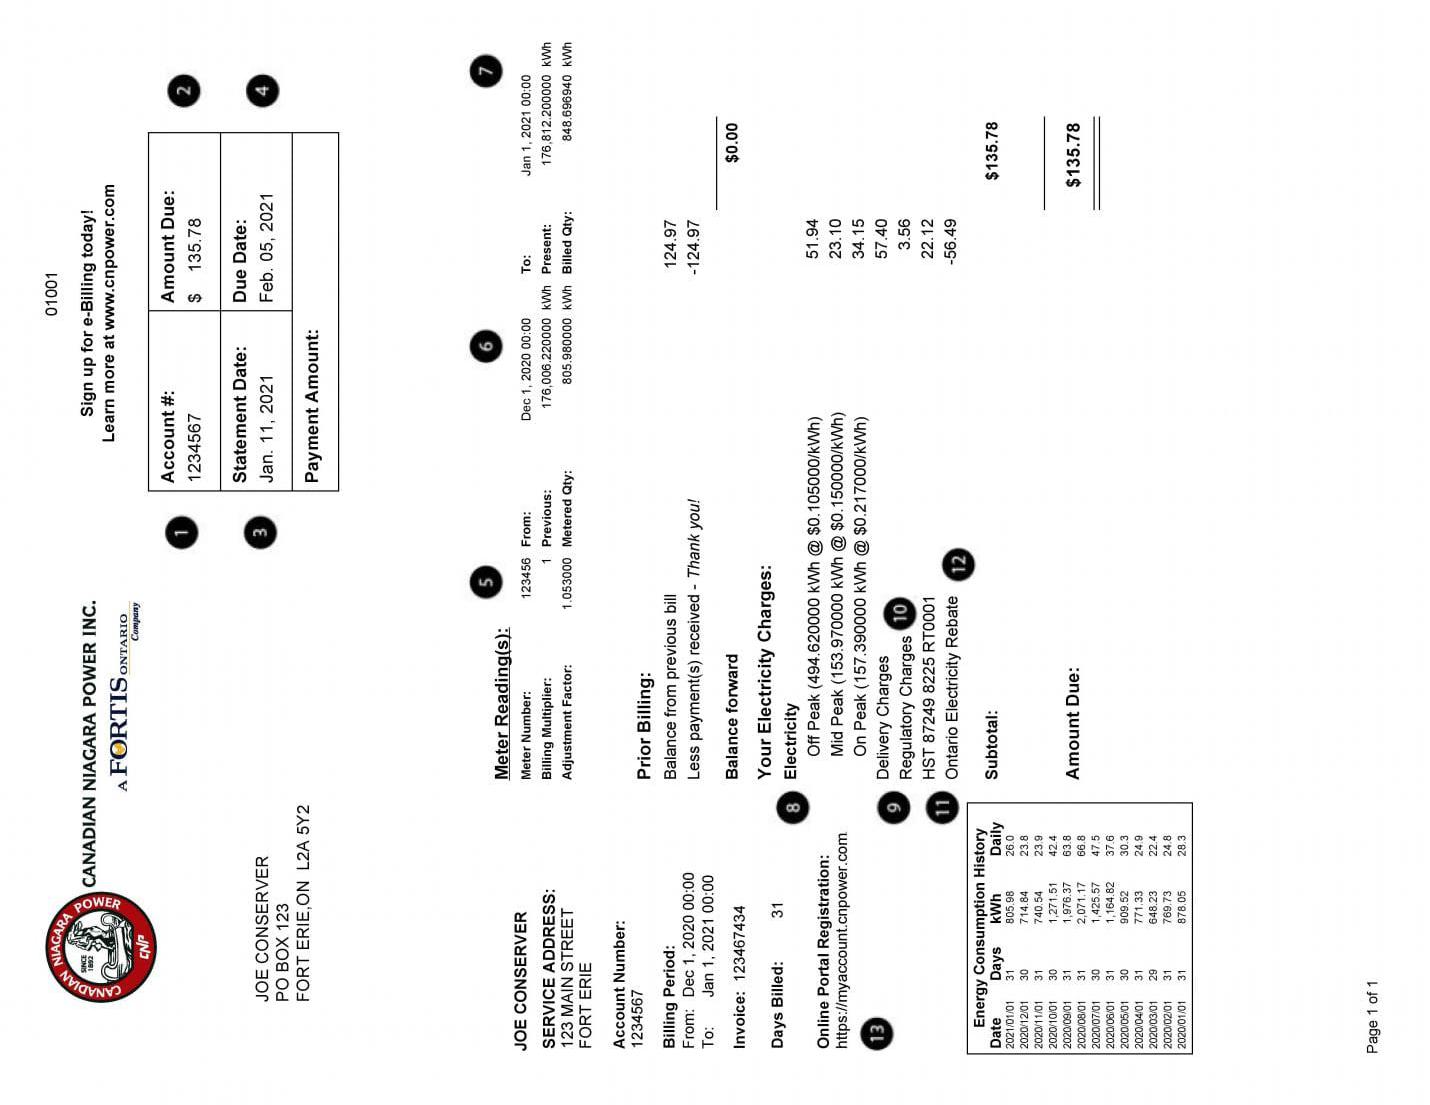 01001
CANADIAN NIAGARA POWER INC.
A FORTIS ONTARIO Company
CANADIAN NIAGARA POWER
SINCE 1892
CNP
Sign up for e-Billing today!
Learn more at www.cnpower.com
1 Account #: Amount Due: 2
1234567 $ 135.78
3 Statement Date: Due Date: 4
Jan. 11, 2021 Feb. 05, 2021
Payment Amount:
JOE CONSERVER
PO BOX 123
FORT ERIE,ON L2A 5Y2
JOE CONSERVER
SERVICE ADDRESS:
123 MAIN STREET
FORT ERIE
Account Number:
1234567
Billing Period:
From: Dec 1, 2020 00:00
To: Jan 1, 2021 00:00
Invoice: 123467434
Days Billed: 31
Online Portal Registration:
https://myaccount.cnpower.com
13
Energy Consumption History
Date Days kWh Daily
2021/01/01 31 805.98 26.0
2020/12/01 30 714.84 23.8
2020/11/01 31 740.54 23.9
2020/10/01 30 1,271.51 42.4
2020/09/01 31 1,976.37 63.8
2020/08/01 31 2,071.17 66.8
2020/07/01 30 1,425.57 47.5
2020/06/01 31 1,164.82 37.6
2020/05/01 30 909.52 30.3
2020/04/01 31 771.33 24.9
2020/03/01 29 648.23 22.4
2020/02/01 31 769.73 24.8
2020/01/01 31 878.05 28.3
5 6 7
Meter Reading(s):
Meter Number: 123456 From: Dec 1, 2020 00:00 To: Jan 1, 2021 00:00
Billing Multiplier: 1 Previous: 176,006.220000 kWh Present: 176,812.200000 kWh
Adjustment Factor: 1.053000 Metered Qty: 805.980000 kWh Billed Qty: 848.696940 kWh
Prior Billing:
Balance from previous bill 124.97
Less payment(s) received - Thank you! -124.97
Balance forward $0.00
Your Electricity Charges:
8 Electricity
Off Peak (494.620000 kWh @ $0.105000/kWh) 51.94
Mid Peak (153.970000 kWh @ $0.150000/kWh) 23.10
On Peak (157.390000 kWh @ $0.217000/kWh) 34.15
9 Delivery Charges 57.40
Regulatory Charges 10 3.56
11 HST 87249 8225 RT0001 22.12
Ontario Electricity Rebate 12 -56.49
Subtotal: $135.78
Amount Due: $135.78
Page 1 of 1